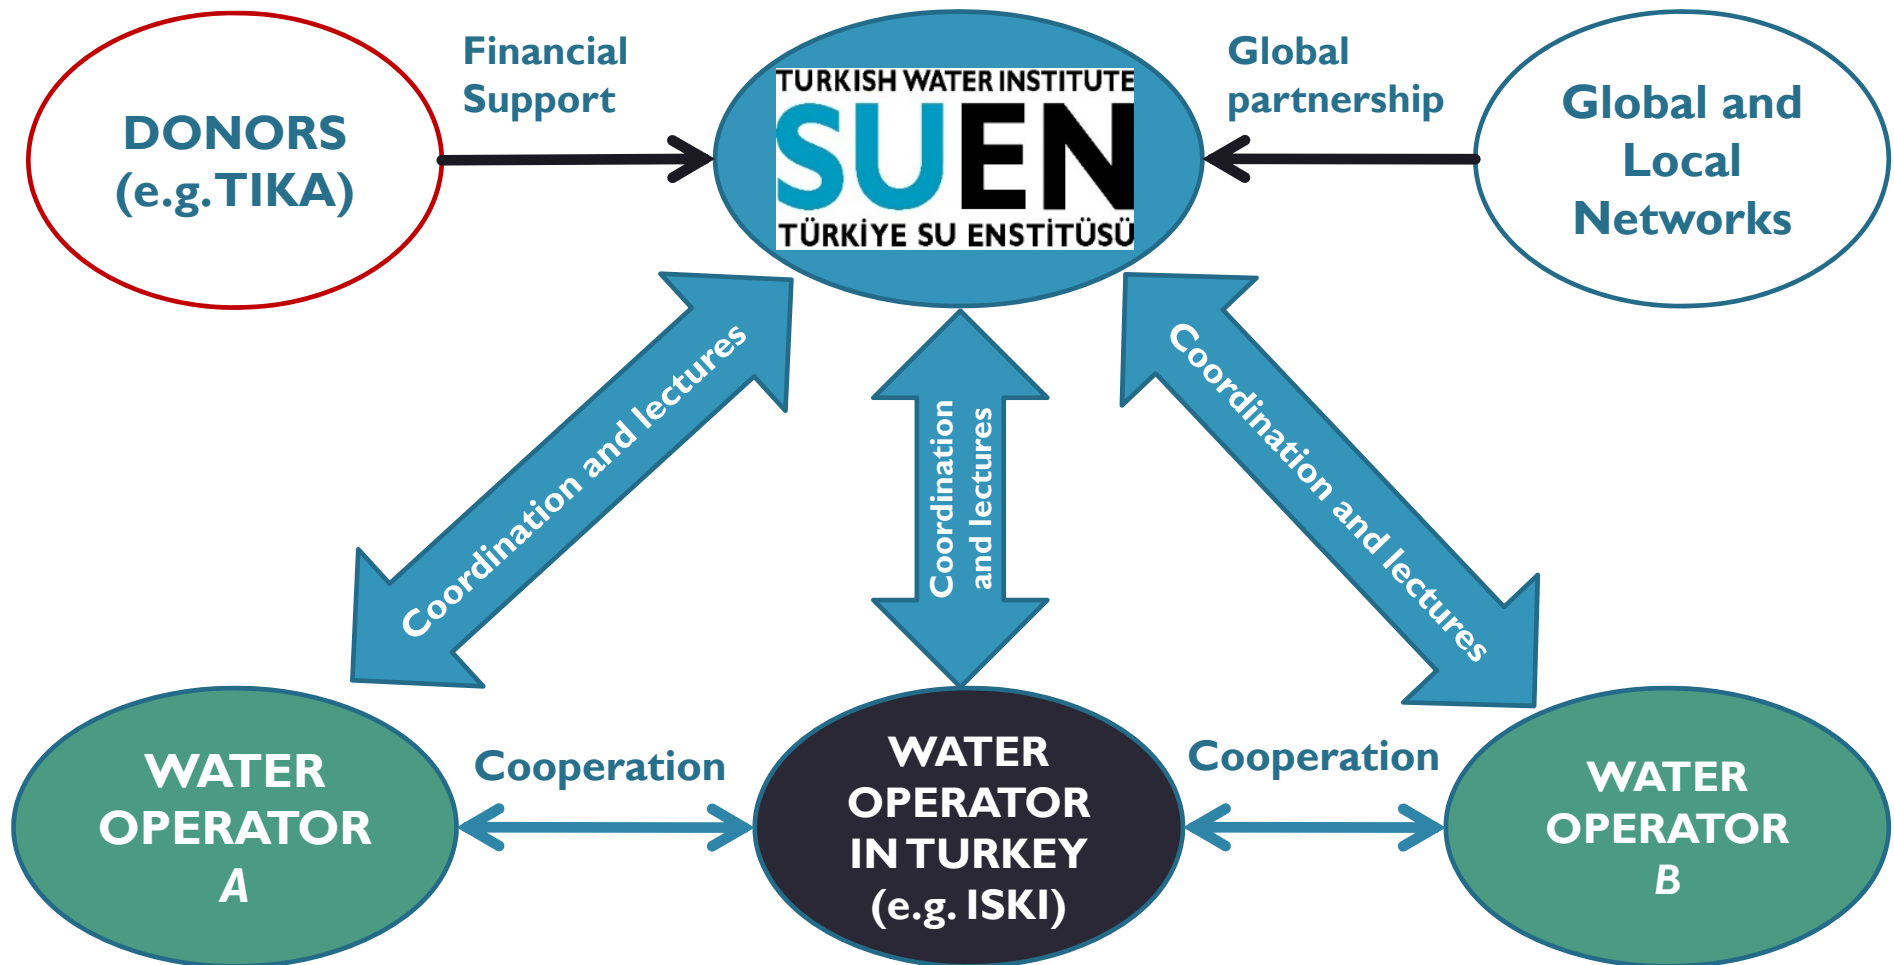 DONORS
(e.g. TIKA)
Financial
Support
TURKISH WATER INSTITUTE
SUEN
TÜRKİYE SU ENSTİTÜSÜ
Global
partnership
Global and
Local
Networks
Coordination and lectures
Coordination
and lectures
Coordination and lectures
WATER
OPERATOR
A
Cooperation
WATER
OPERATOR
IN TURKEY
(e.g. ISKI)
Cooperation
WATER
OPERATOR
B